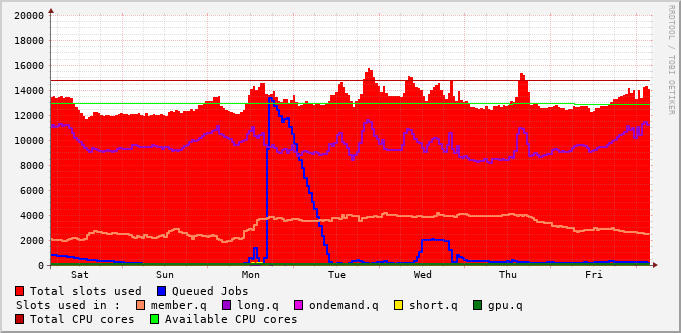 20000
18000
16000
14000
12000
10000
8000
6000
4000
2000
0
Sat Sun Mon Tue Wed Thu Fri
RRDTOOL / TOBI OETIKER
Total slots used Queued Jobs
Slots used in : member.q long.q ondemand.q short.q gpu.q
Total CPU cores Available CPU cores